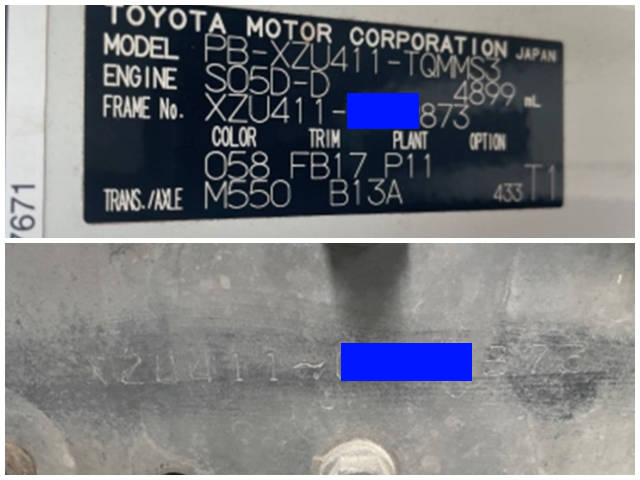 TOYOTA MOTOR CORPORATION JAPAN
MODEL PB-XZU411-TQMMS3
ENGINE S05D-D 4899 mL
FRAME No. XZU411- 873
COLOR TRIM PLANT OPTION
058 FB17 P11
TRANS./AXLE M550 B13A 433 T1
7671
XZU411~ 873